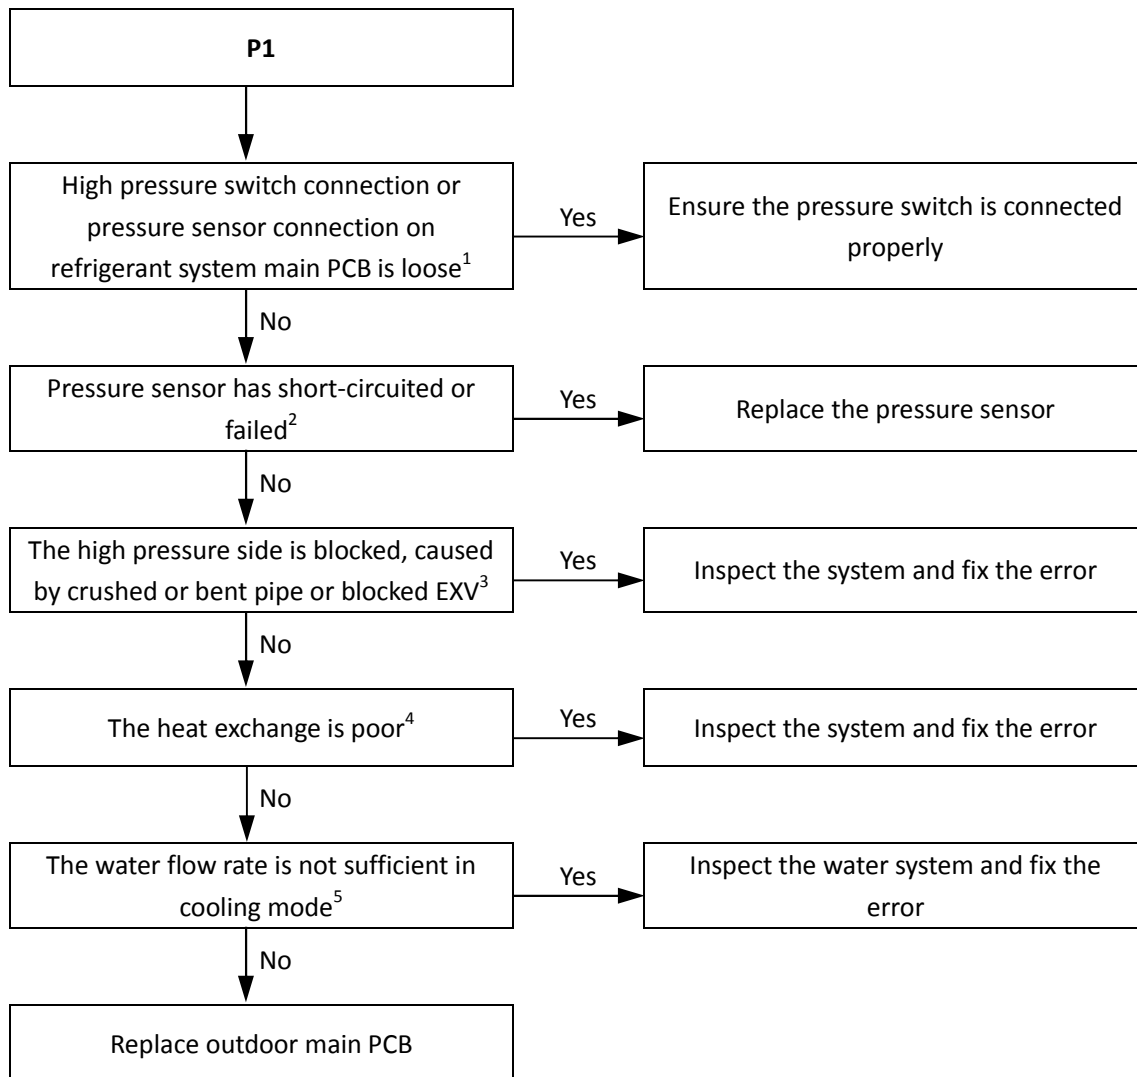 P1
High pressure switch connection or
pressure sensor connection on
refrigerant system main PCB is loose1
Yes
Ensure the pressure switch is connected
properly
No
Pressure sensor has short-circuited or
failed2
Yes
Replace the pressure sensor
No
The high pressure side is blocked, caused
by crushed or bent pipe or blocked EXV3
Yes
Inspect the system and fix the error
No
The heat exchange is poor4
Yes
Inspect the system and fix the error
No
The water flow rate is not sufficient in
cooling mode5
Yes
Inspect the water system and fix the
error
No
Replace outdoor main PCB